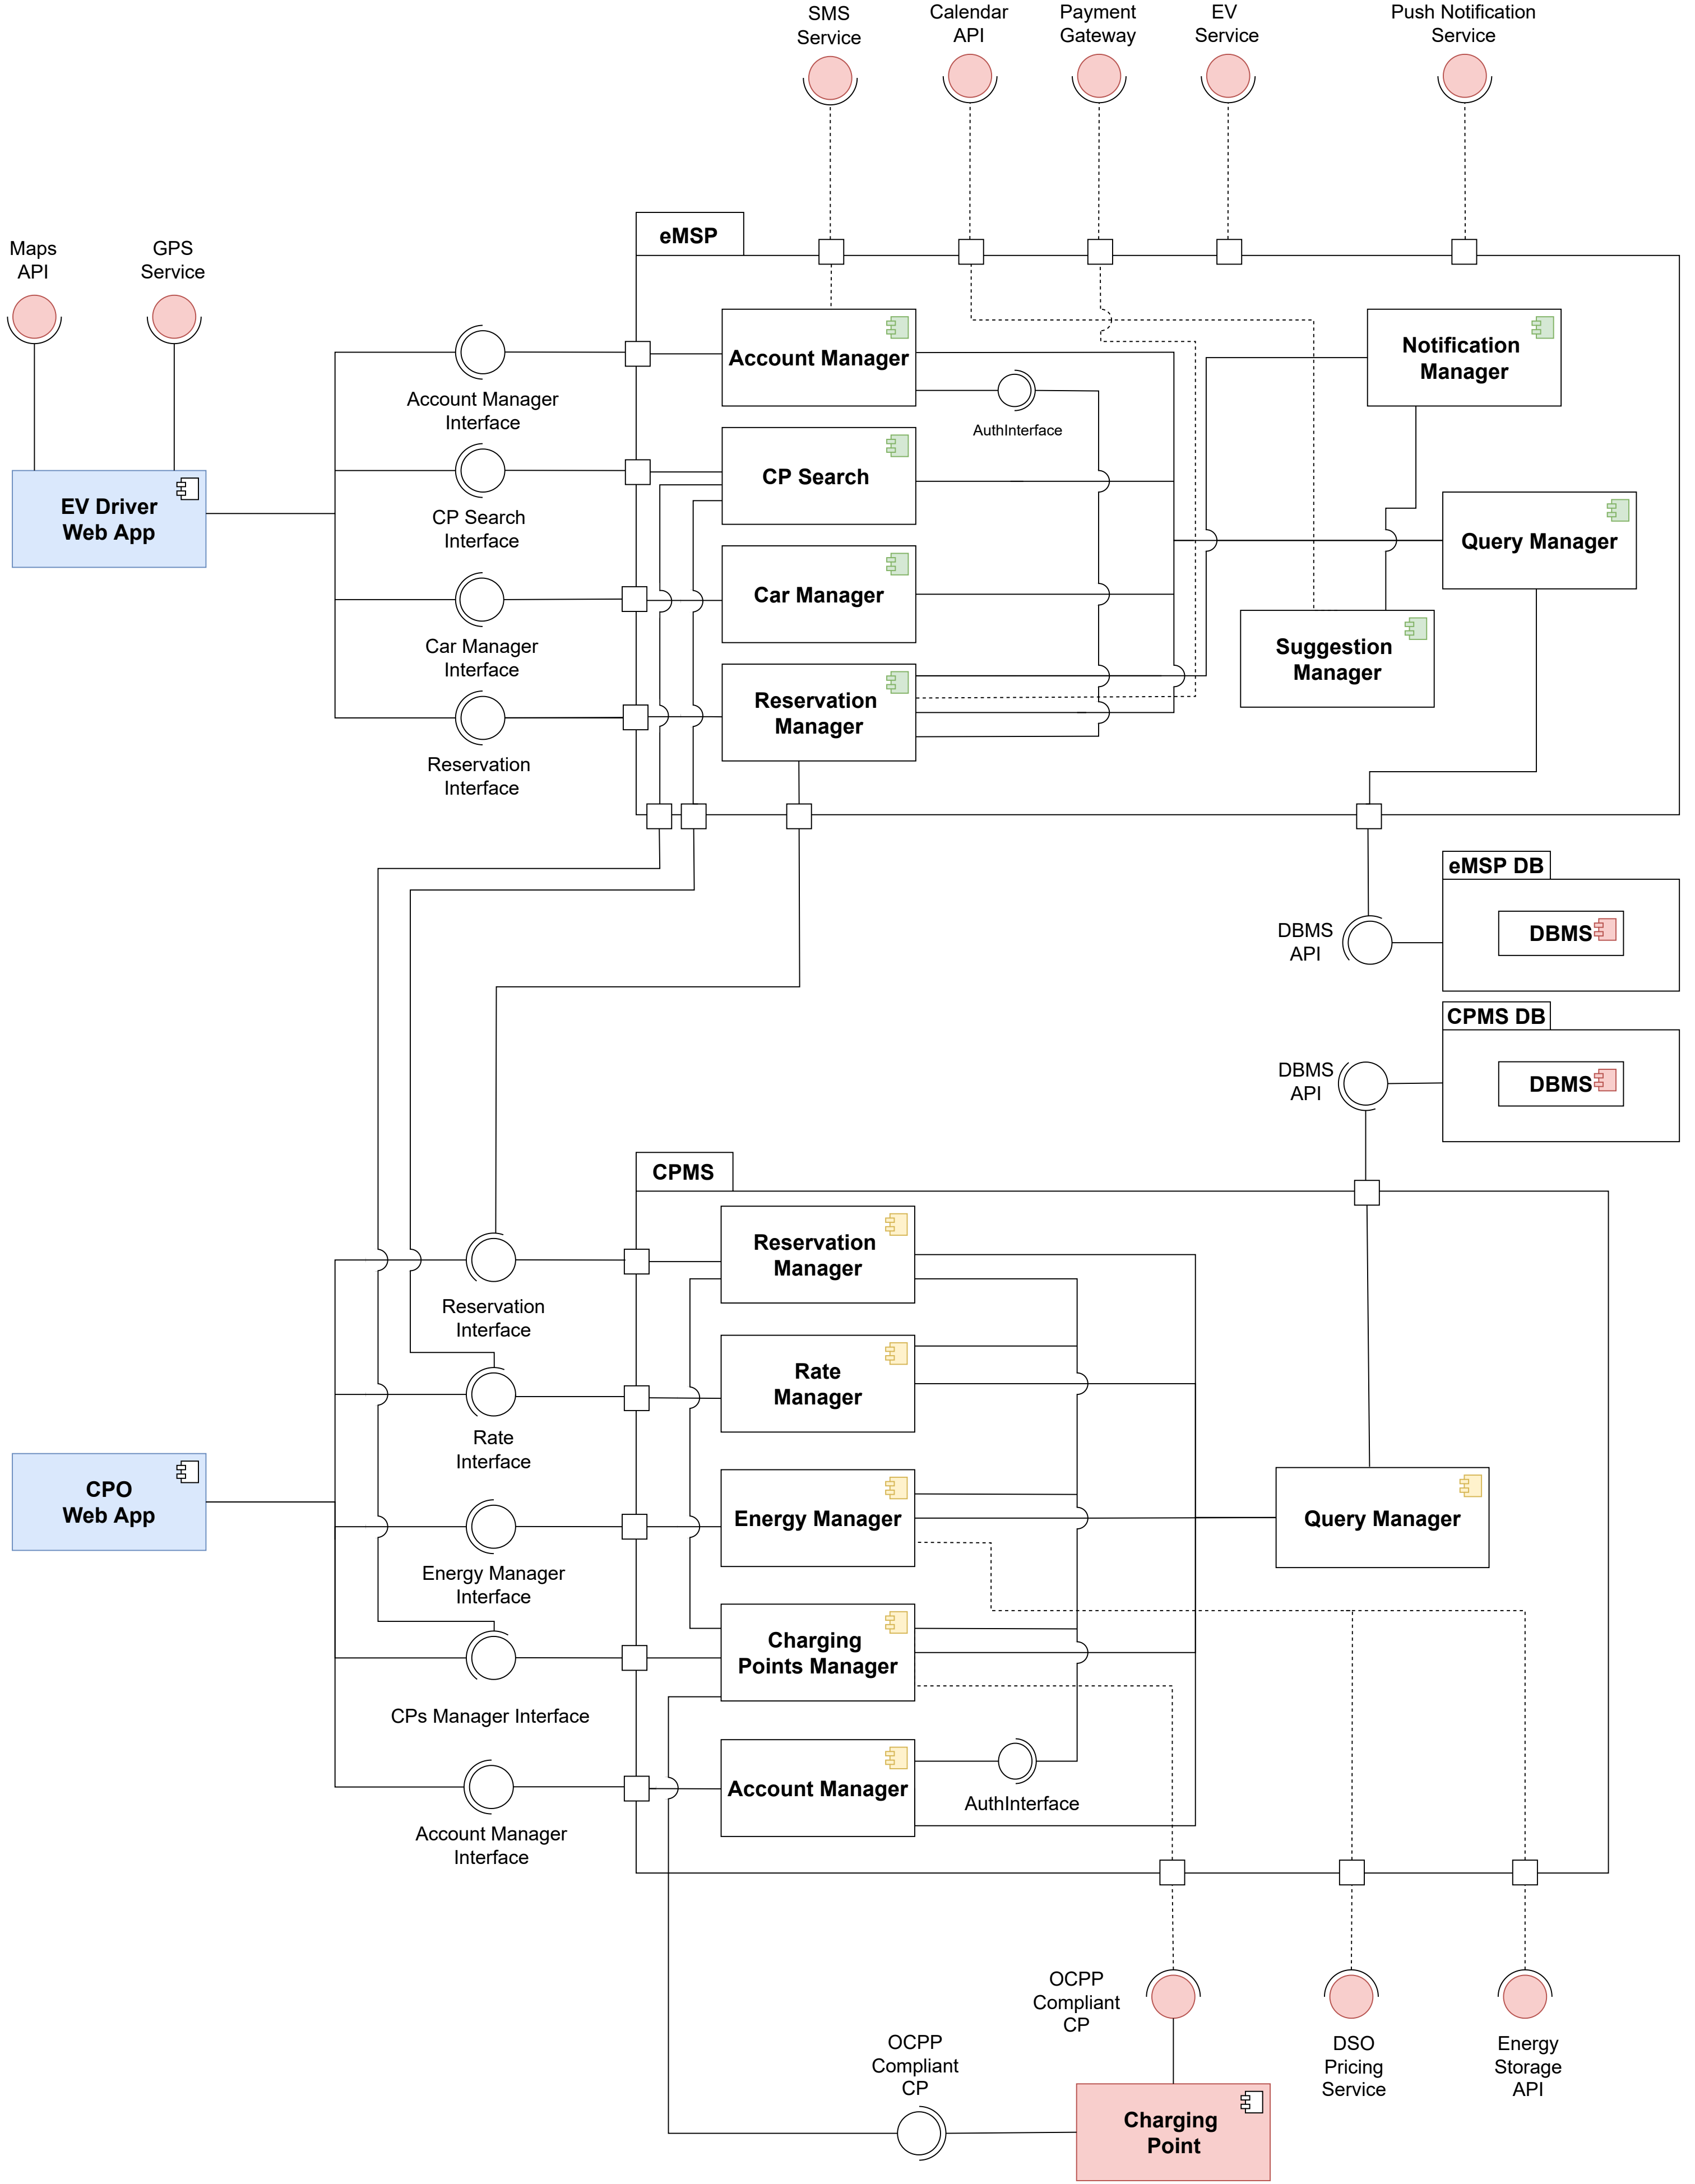 SMS
Service
Calendar
API
Payment
Gateway
EV
Service
Push Notification
Service
eMSP
Maps
API
GPS
Service
Account Manager
Interface
CP Search
Interface
Car Manager
Interface
Reservation
Interface
EV Driver
Web App
Account Manager
AuthInterface
CP Search
Car Manager
Reservation
Manager
Notification
Manager
Query Manager
Suggestion
Manager
eMSP DB
DBMS
API
DBMS
CPMS DB
DBMS
API
DBMS
CPMS
Reservation
Manager
Reservation
Interface
Rate
Manager
Rate
Interface
CPO
Web App
Energy Manager
Query Manager
Energy Manager
Interface
Charging
Points Manager
CPs Manager Interface
Account Manager
AuthInterface
Account Manager
Interface
OCPP
Compliant
CP
OCPP
Compliant
CP
DSO
Pricing
Service
Energy
Storage
API
Charging
Point